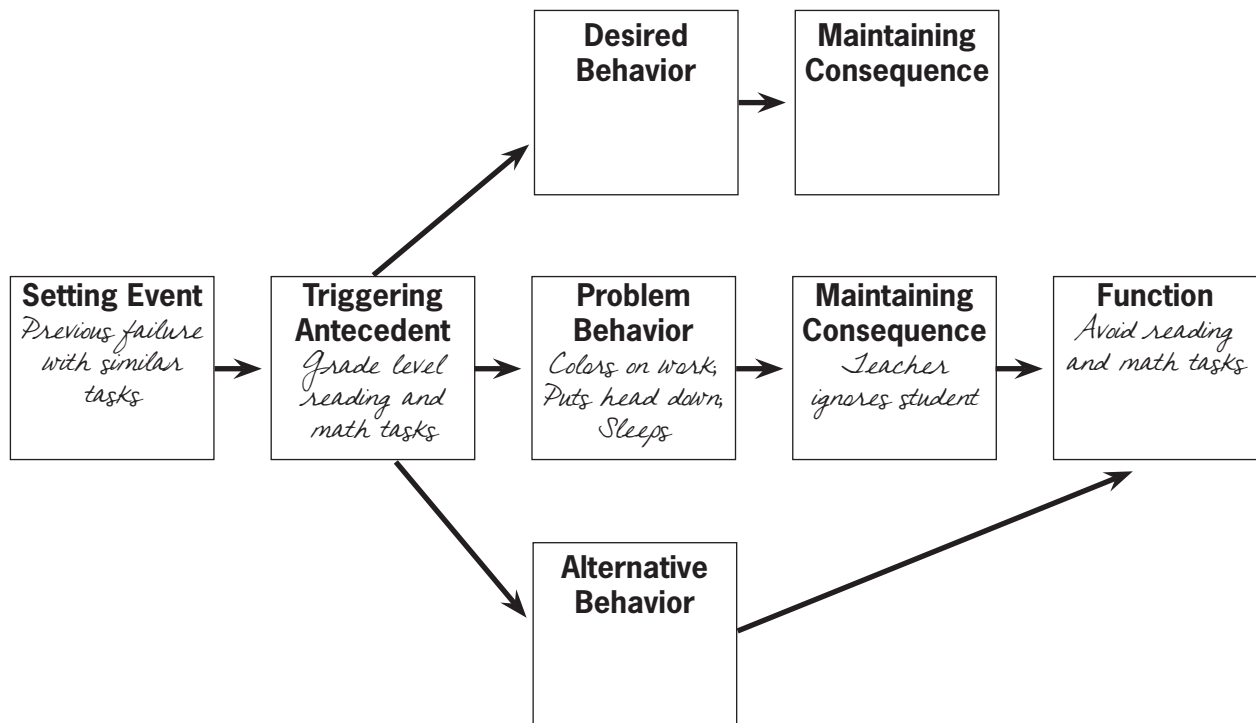 Desired
Behavior
Maintaining
Consequence
Setting Event
Previous failure
with similar
tasks
Triggering
Antecedent
Grade level
reading and
math tasks
Problem
Behavior
Colors on work;
Puts head down;
Sleeps
Maintaining
Consequence
Teacher
ignores student
Function
Avoid reading
and math tasks
Alternative
Behavior